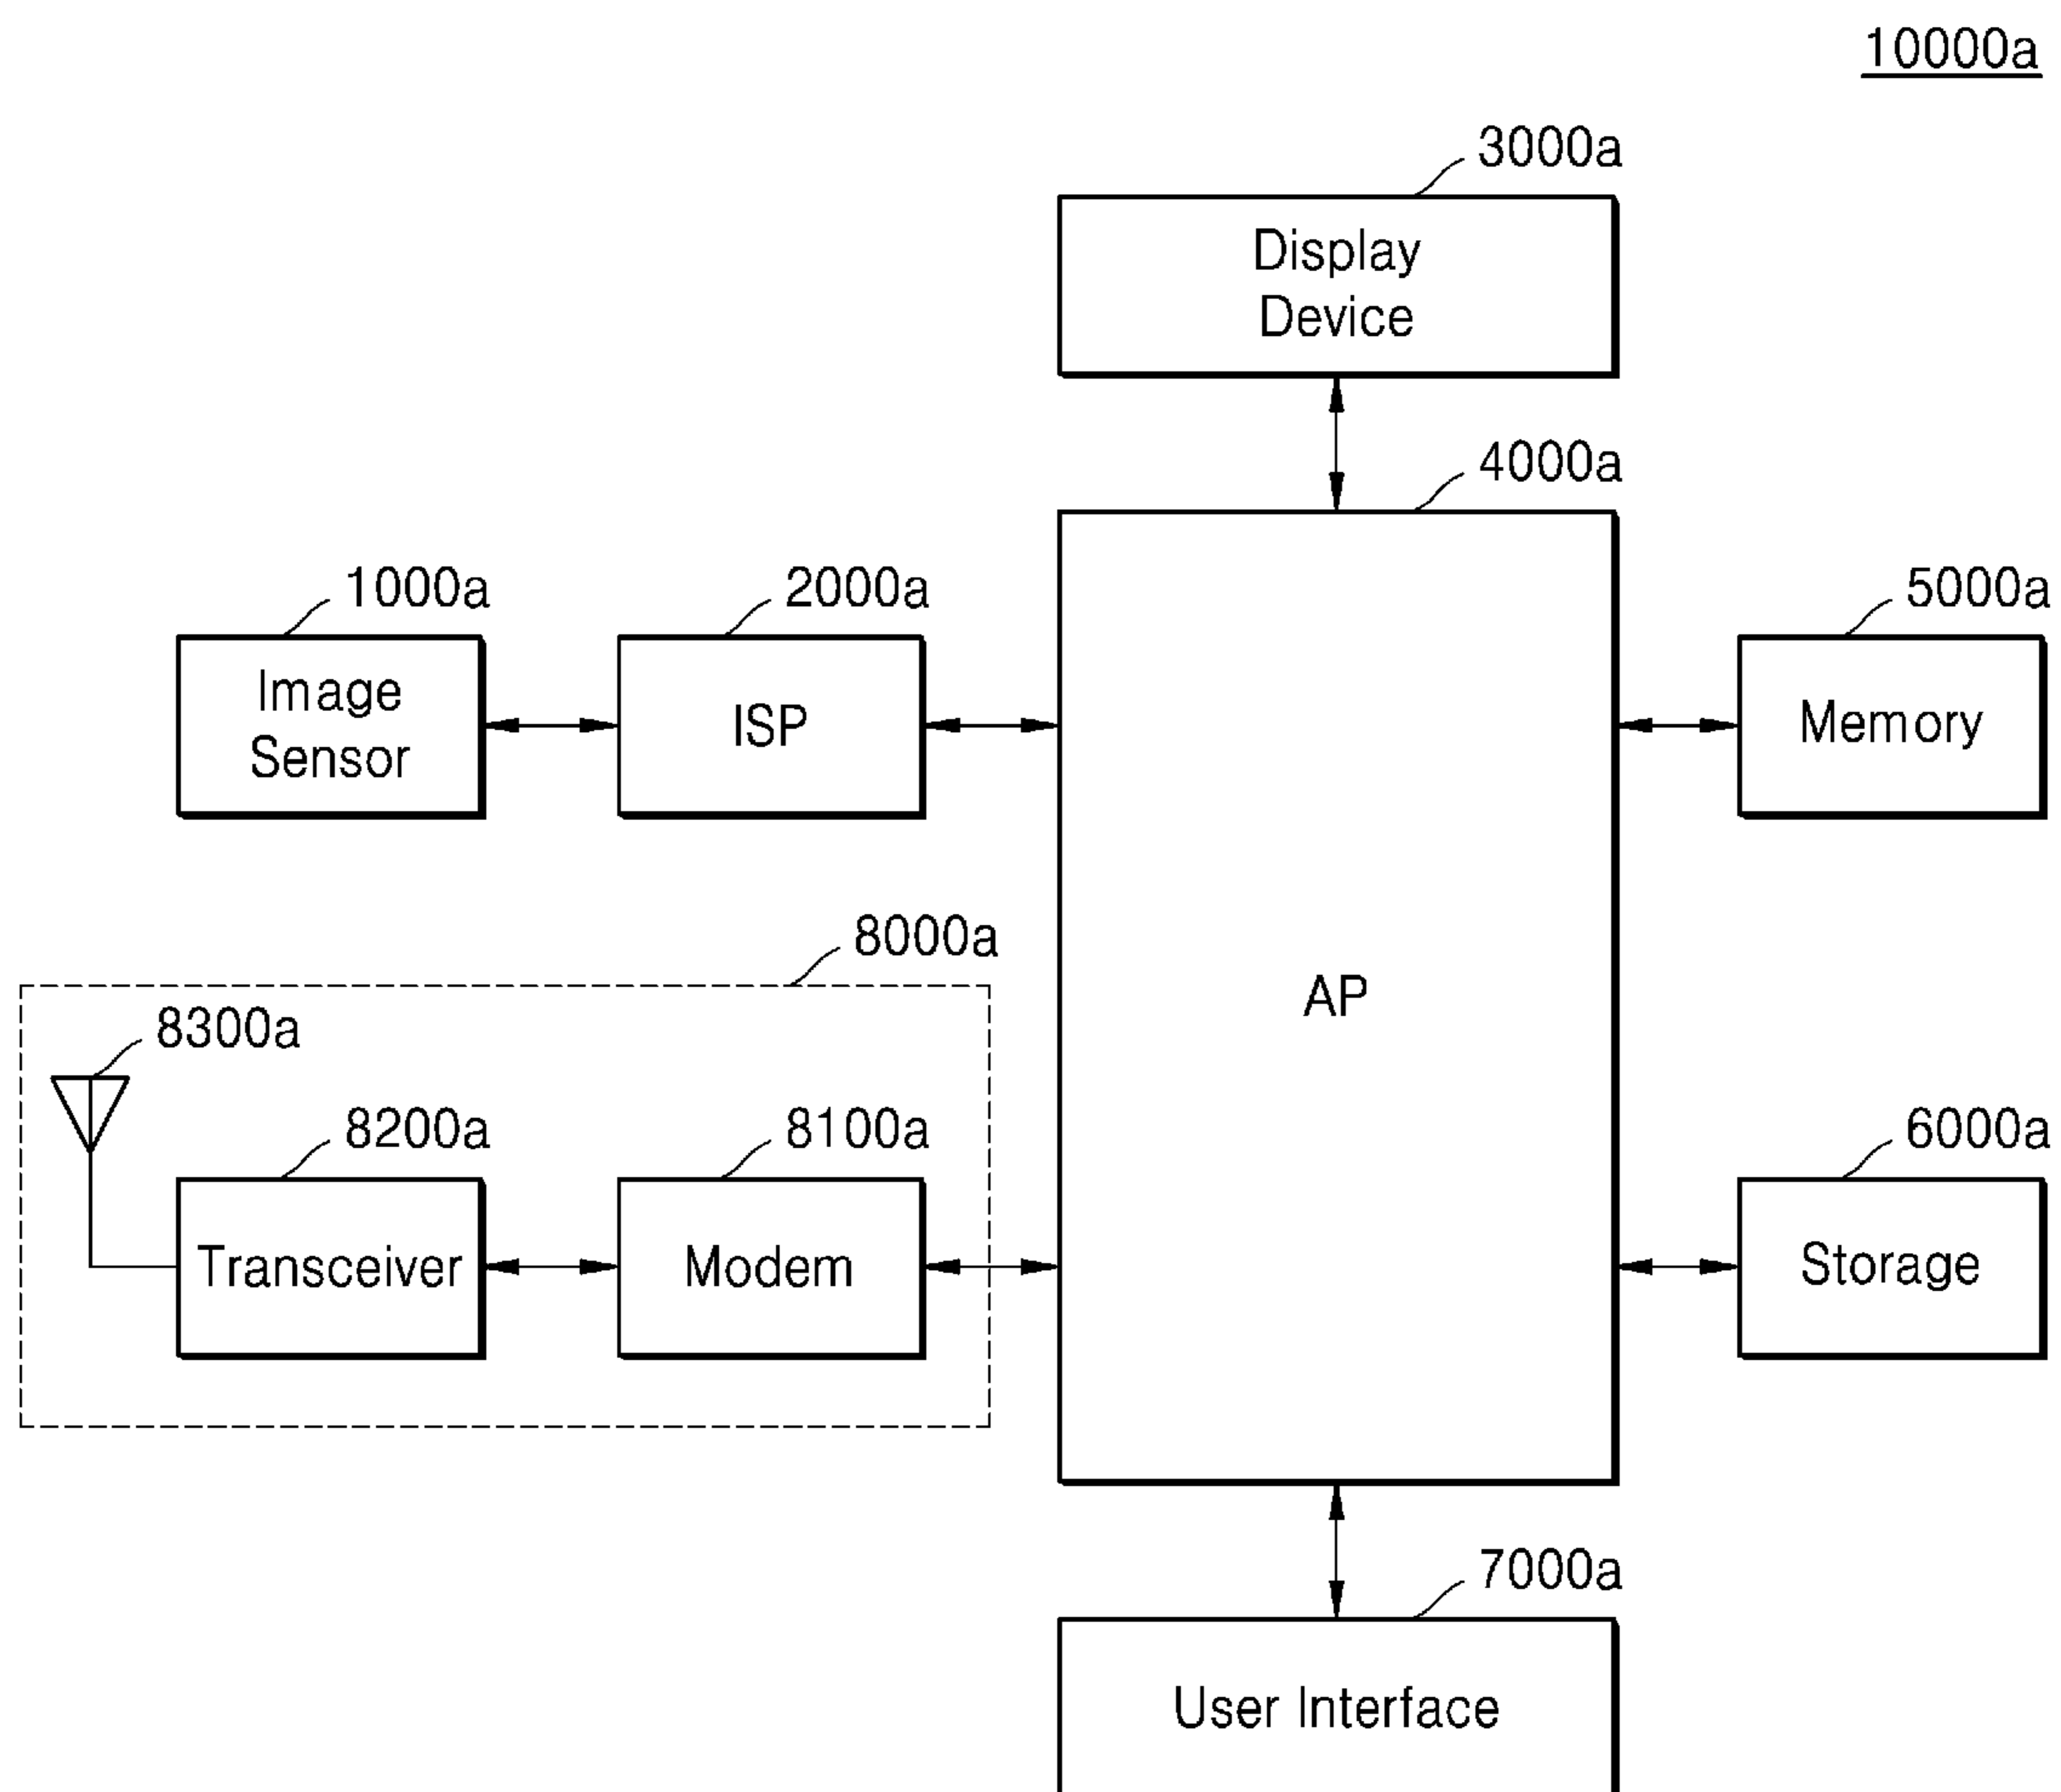 10000a
3000a
Display
Device
4000a
1000a
2000a
5000a
Image
Sensor
ISP
Memory
8000a
AP
8300a
8200a
8100a
6000a
Transceiver
Modem
Storage
7000a
User Interface